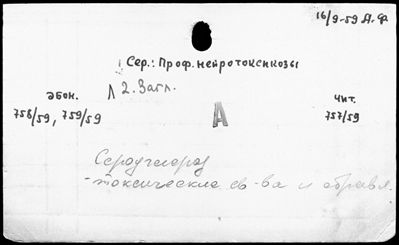 16/9-59 Д. Ф
Сер.: Проф. нейротоксикозы
2. Загл.
Эбон. Чит.
758/59, 759/59 А 757/59
Сероуглерод
- токсические св-ва и отравл.